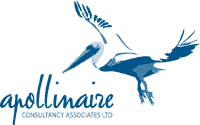 apollinaire
CONSULTANCY ASSOCIATES LTD